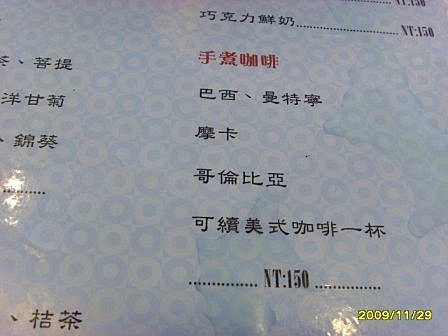 NT:150
巧克力鮮奶 NT:150
手煮咖啡
巴西、曼特寧
摩卡
哥倫比亞
可續美式咖啡一杯
NT:150
、菩提
洋甘菊
、錦葵
、桔茶
2009/11/29